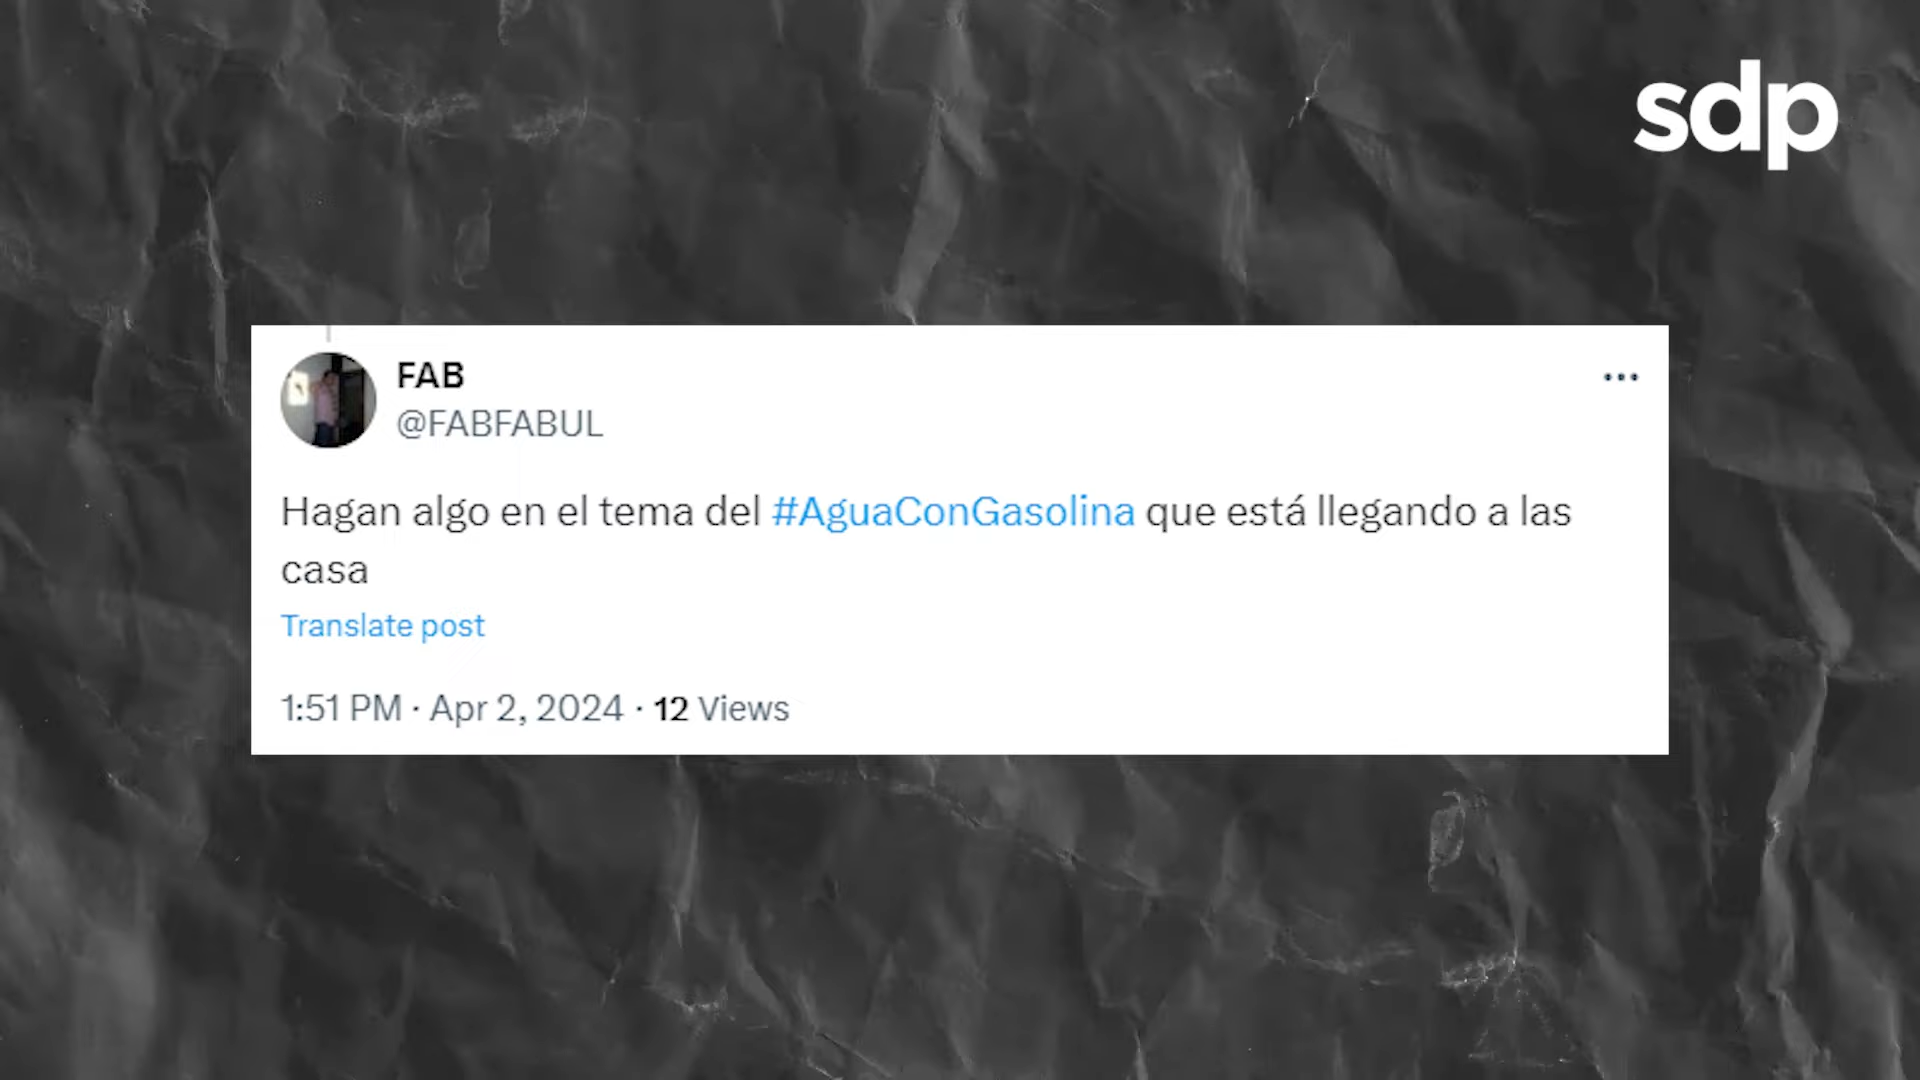 sdp
FAB
@FABFABUL
Hagan algo en el tema del #AguaConGasolina que está llegando a las
casa
Translate post
1:51 PM · Apr 2, 2024 · 12 Views